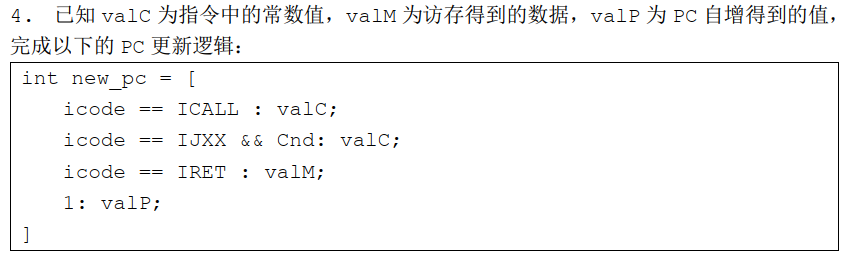 4. 已知 valC 为指令中的常数值，valM 为访存得到的数据，valP 为 PC 自增得到的值，
完成以下的 PC 更新逻辑：
int new_pc = [
icode == ICALL : valC;
icode == IJXX && Cnd: valC;
icode == IRET : valM;
1: valP;
]